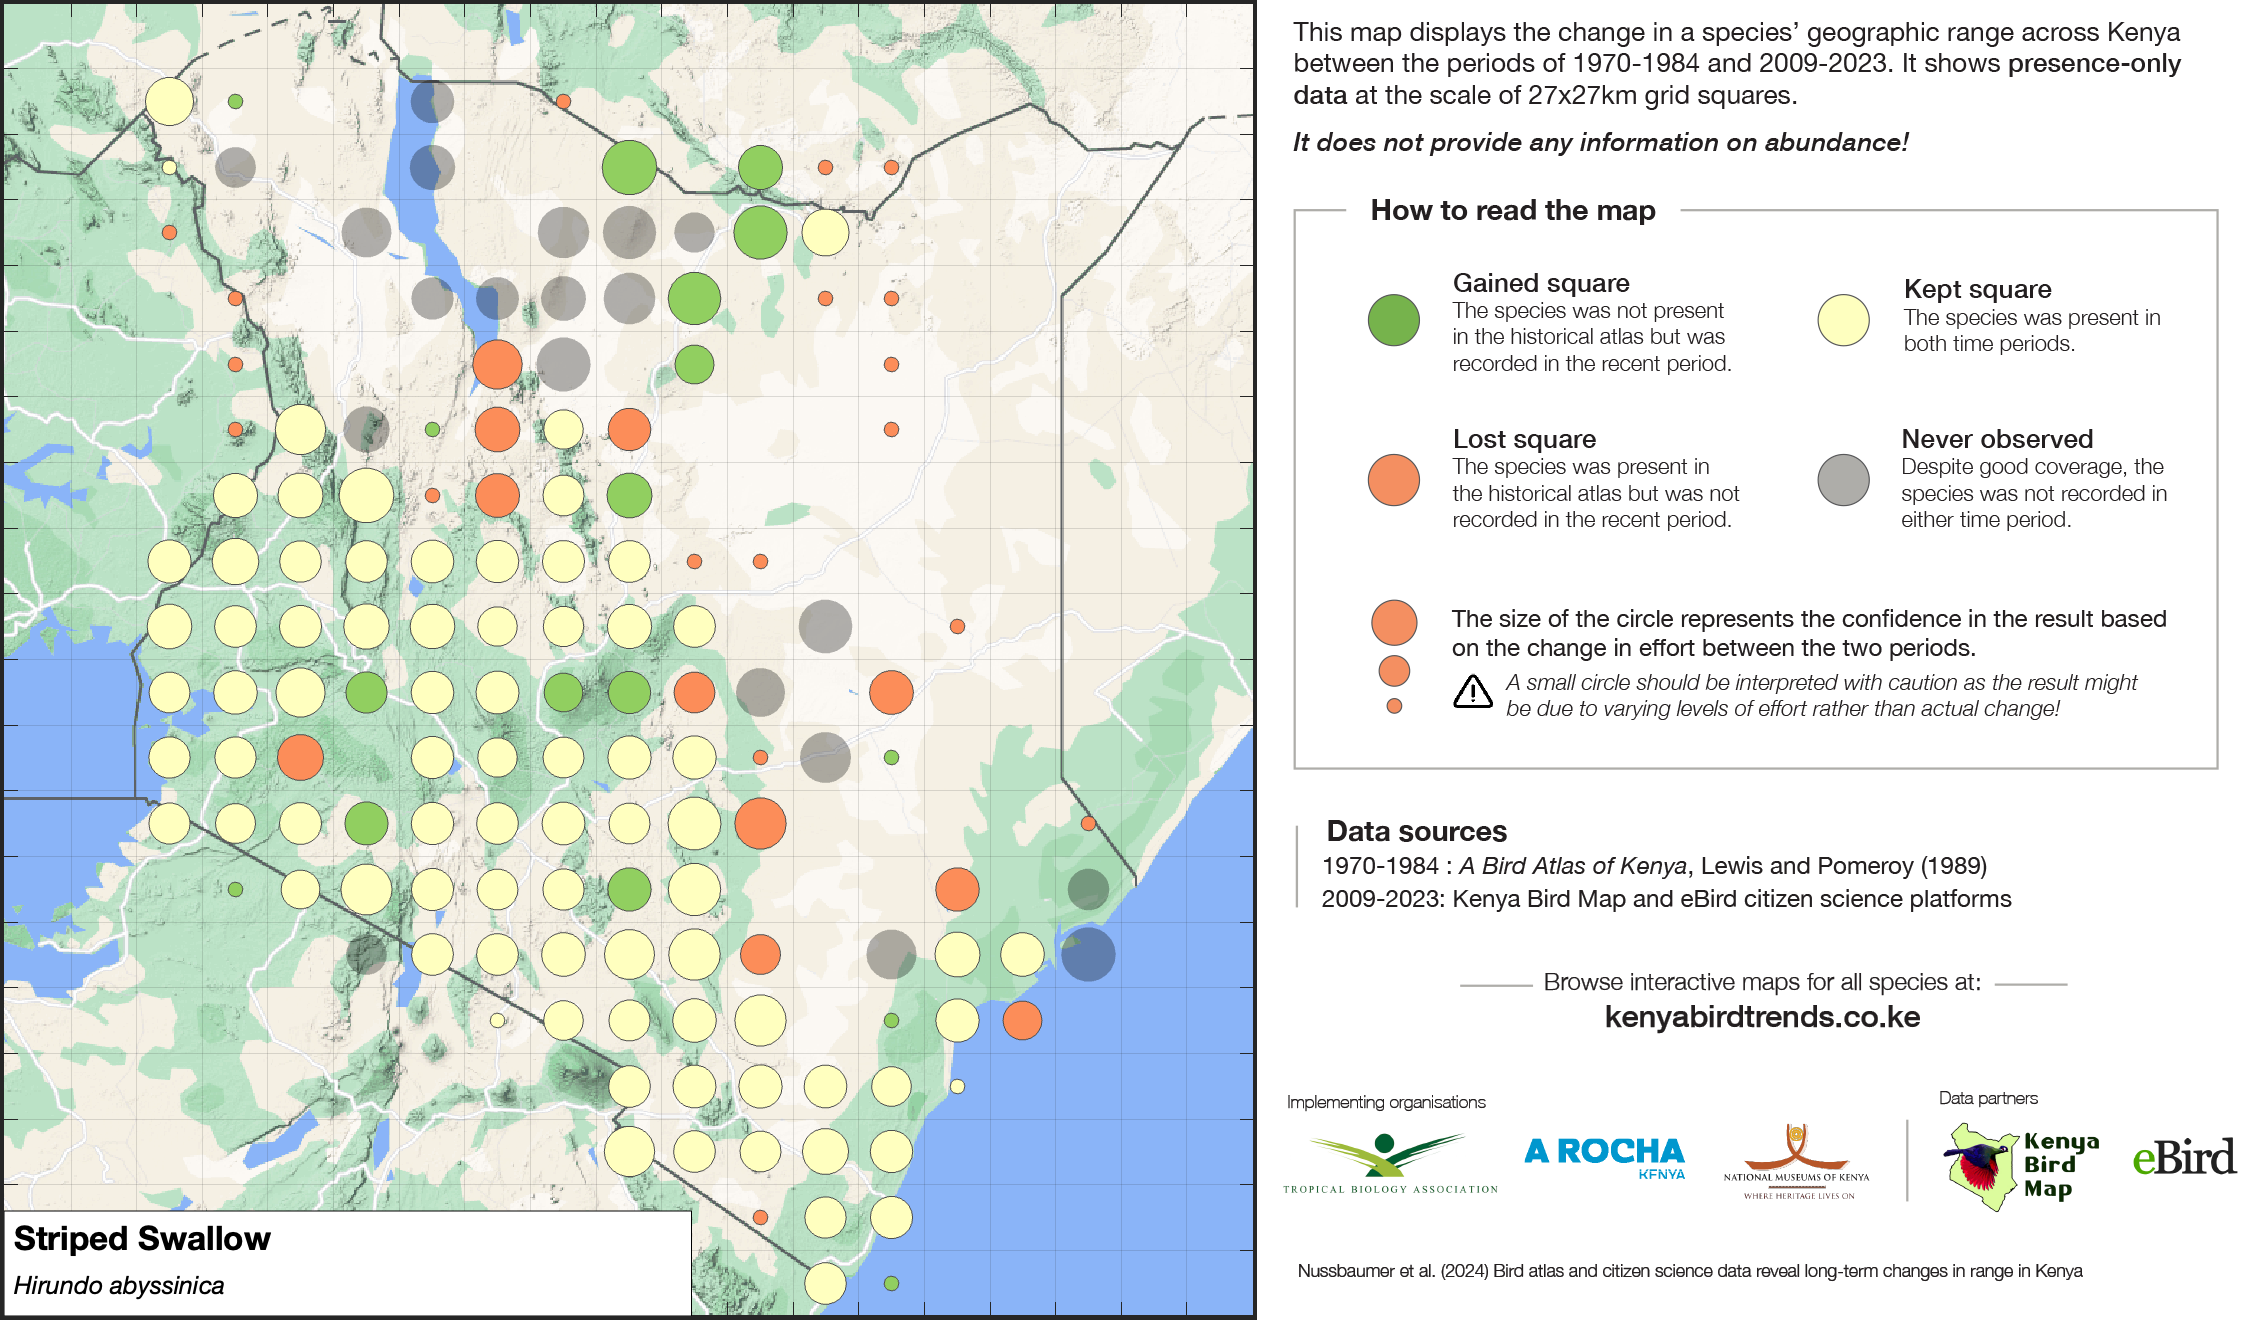 This map displays the change in a species’ geographic range across Kenya
between the periods of 1970-1984 and 2009-2023. It shows presence-only
data at the scale of 27x27km grid squares.
It does not provide any information on abundance!
How to read the map
Gained square
The species was not present
in the historical atlas but was
recorded in the recent period.
Kept square
The species was present in
both time periods.
Lost square
The species was present in
the historical atlas but was not
recorded in the recent period.
Never observed
Despite good coverage, the
species was not recorded in
either time period.
The size of the circle represents the confidence in the result based
on the change in effort between the two periods.
A small circle should be interpreted with caution as the result might
be due to varying levels of effort rather than actual change!
Data sources
1970-1984 : A Bird Atlas of Kenya, Lewis and Pomeroy (1989)
2009-2023: Kenya Bird Map and eBird citizen science platforms
Browse interactive maps for all species at:
kenyabirdtrends.co.ke
Implementing organisations
Data partners
TROPICAL BIOLOGY ASSOCIATION
A ROCHA
KENYA
NATIONAL MUSEUMS OF KENYA
WHERE HERITAGE LIVES ON
Kenya
Bird
Map
eBird
Nussbaumer et al. (2024) Bird atlas and citizen science data reveal long-term changes in range in Kenya
Striped Swallow
Hirundo abyssinica